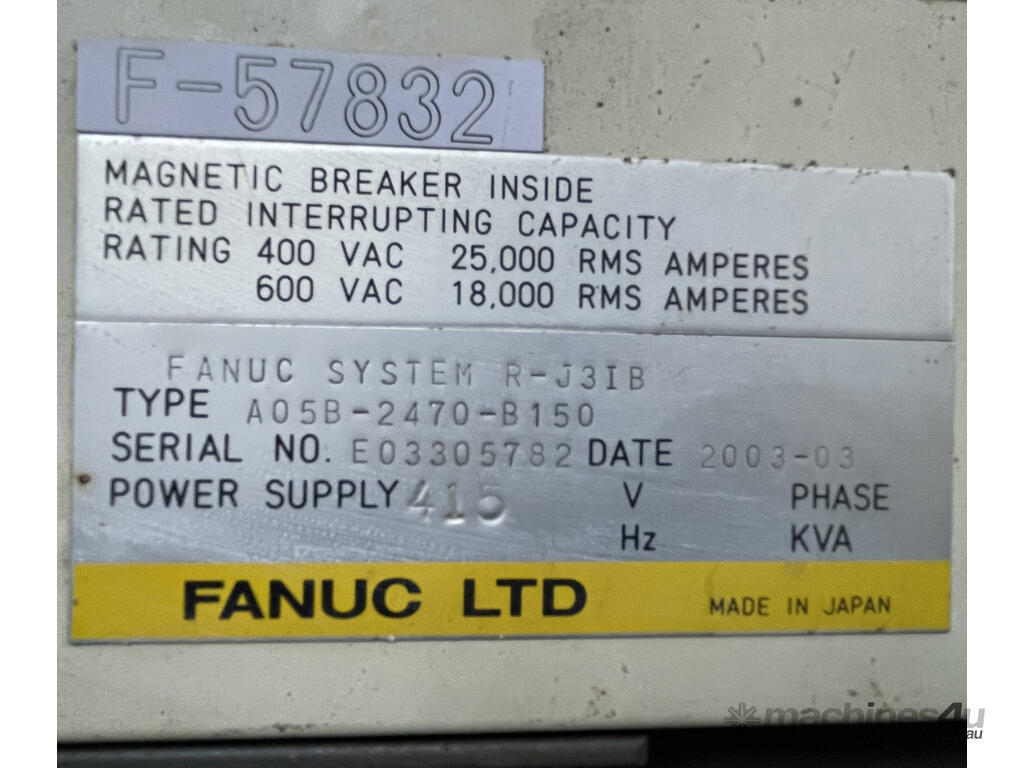 F-57832
MAGNETIC BREAKER INSIDE
RATED INTERRUPTING CAPACITY
RATING 400 VAC 25,000 RMS AMPERES
600 VAC 18,000 RMS AMPERES
FANUC SYSTEM R-J3IB
TYPE A05B-2470-B150
SERIAL NO. E03305782 DATE 2003-03
POWER SUPPLY 415 V PHASE
Hz KVA
FANUC LTD MADE IN JAPAN
machines4u
au